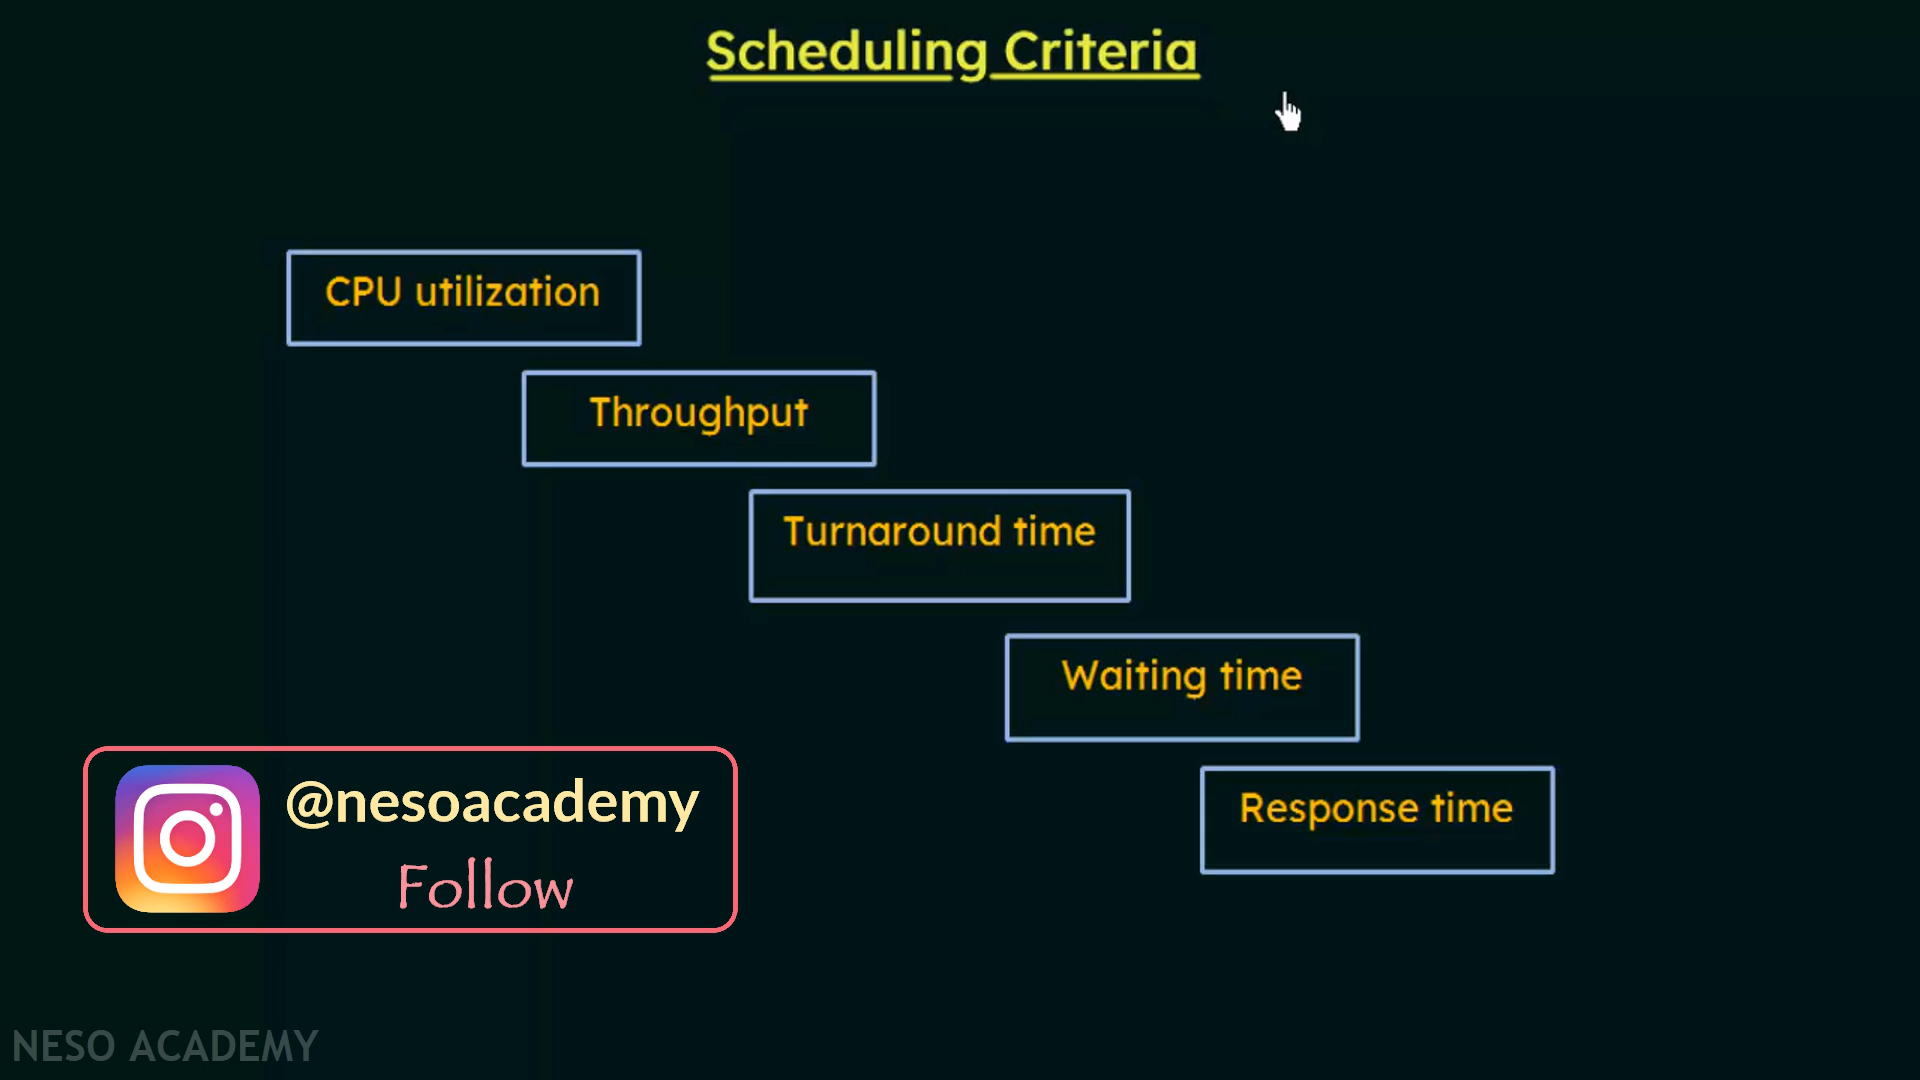 Scheduling Criteria
CPU utilization
Throughput
Turnaround time
Waiting time
Response time
@nesoacademy
Follow
NESO ACADEMY